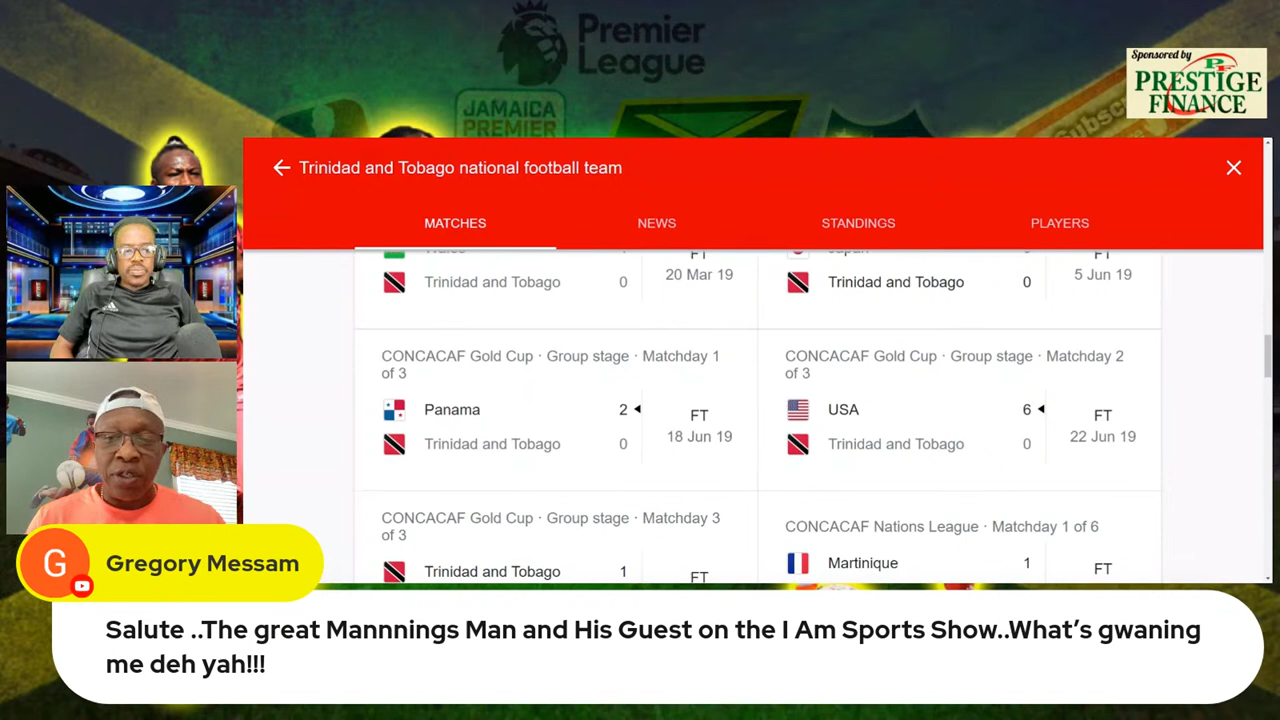 Premier
League
JAMAICA
PREMIER
Sponsored by
PF
PRESTIGE
FINANCE
Trinidad and Tobago national football team
MATCHES
NEWS
STANDINGS
PLAYERS
FT
Trinidad and Tobago 0
20 Mar 19
FT
Trinidad and Tobago 0
5 Jun 19
CONCACAF Gold Cup · Group stage · Matchday 1
of 3
Panama 2
FT
Trinidad and Tobago 0
18 Jun 19
CONCACAF Gold Cup · Group stage · Matchday 2
of 3
USA 6
FT
Trinidad and Tobago 0
22 Jun 19
CONCACAF Gold Cup · Group stage · Matchday 3
of 3
Trinidad and Tobago 1
FT
CONCACAF Nations League · Matchday 1 of 6
Martinique 1
FT
G
Gregory Messam
Salute ..The great Mannnings Man and His Guest on the I Am Sports Show..What's gwaning
me deh yah!!!